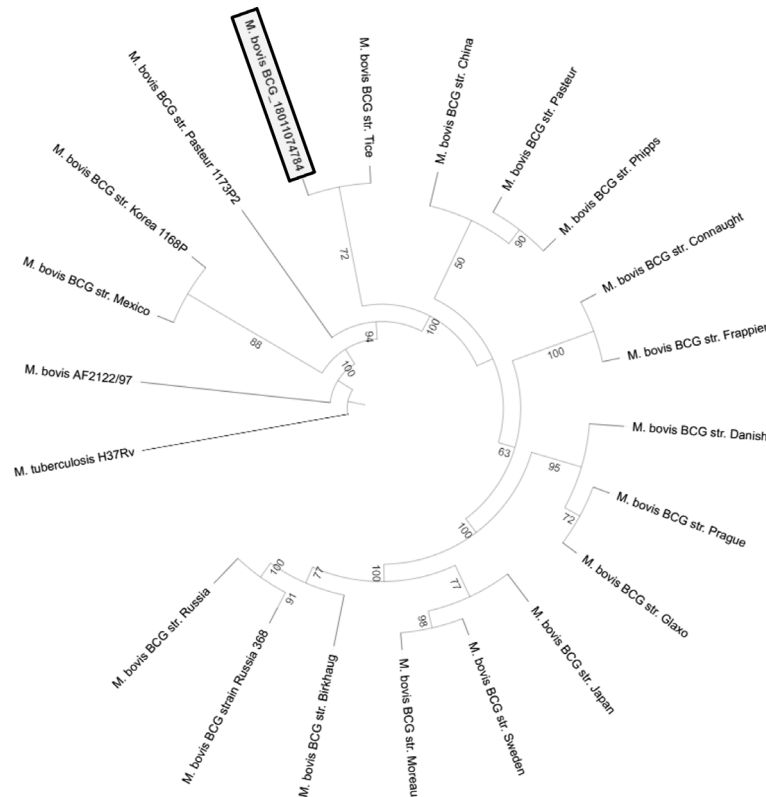 M. bovis BCG_18011074784
M. bovis BCG str. Tice
M. bovis BCG str. China
M. bovis BCG str. Pasteur
M. bovis BCG str. Phipps
M. bovis BCG str. Connaught
M. bovis BCG str. Frappier
M. bovis BCG str. Danish
M. bovis BCG str. Prague
M. bovis BCG str. Glaxo
M. bovis BCG str. Japan
M. bovis BCG str. Sweden
M. bovis BCG str. Moreau
M. bovis BCG str. Birkhaug
M. bovis BCG strain Russia 368
M. bovis BCG str. Russia
M. tuberculosis H37Rv
M. bovis AF2122/97
M. bovis BCG str. Mexico
M. bovis BCG str. Korea 1168P
M. bovis BCG str. Pasteur 1173P2
72
50
90
100
100
94
88
100
63
95
72
100
100
77
98
77
100
91